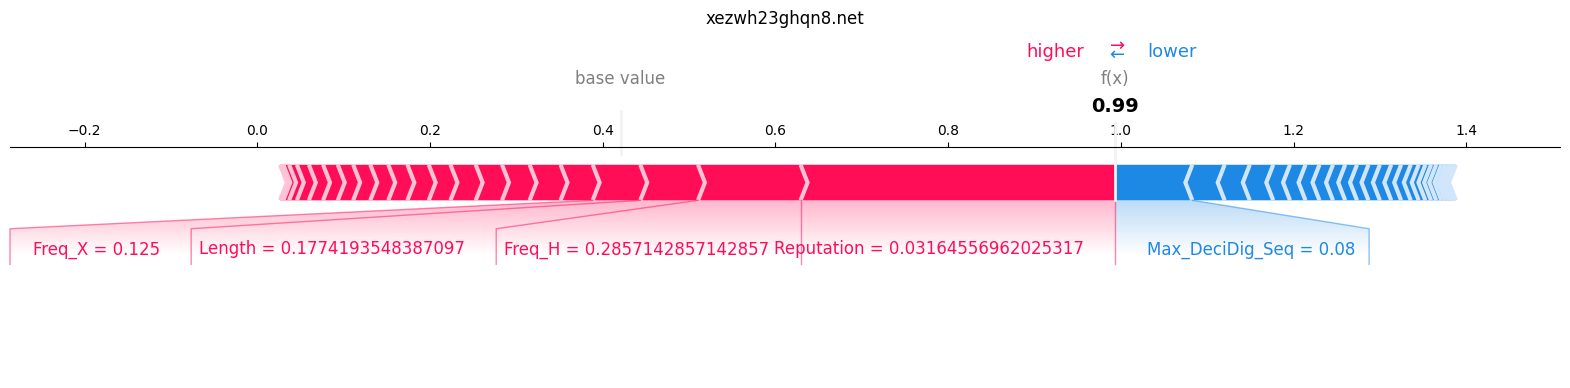 xezwh23ghqn8.net
higher ⇄ lower
base value f(x)
0.99
−0.2 0.0 0.2 0.4 0.6 0.8 1.0 1.2 1.4
Freq_X = 0.125 Length = 0.1774193548387097 Freq_H = 0.2857142857142857 Reputation = 0.03164556962025317 Max_DeciDig_Seq = 0.08